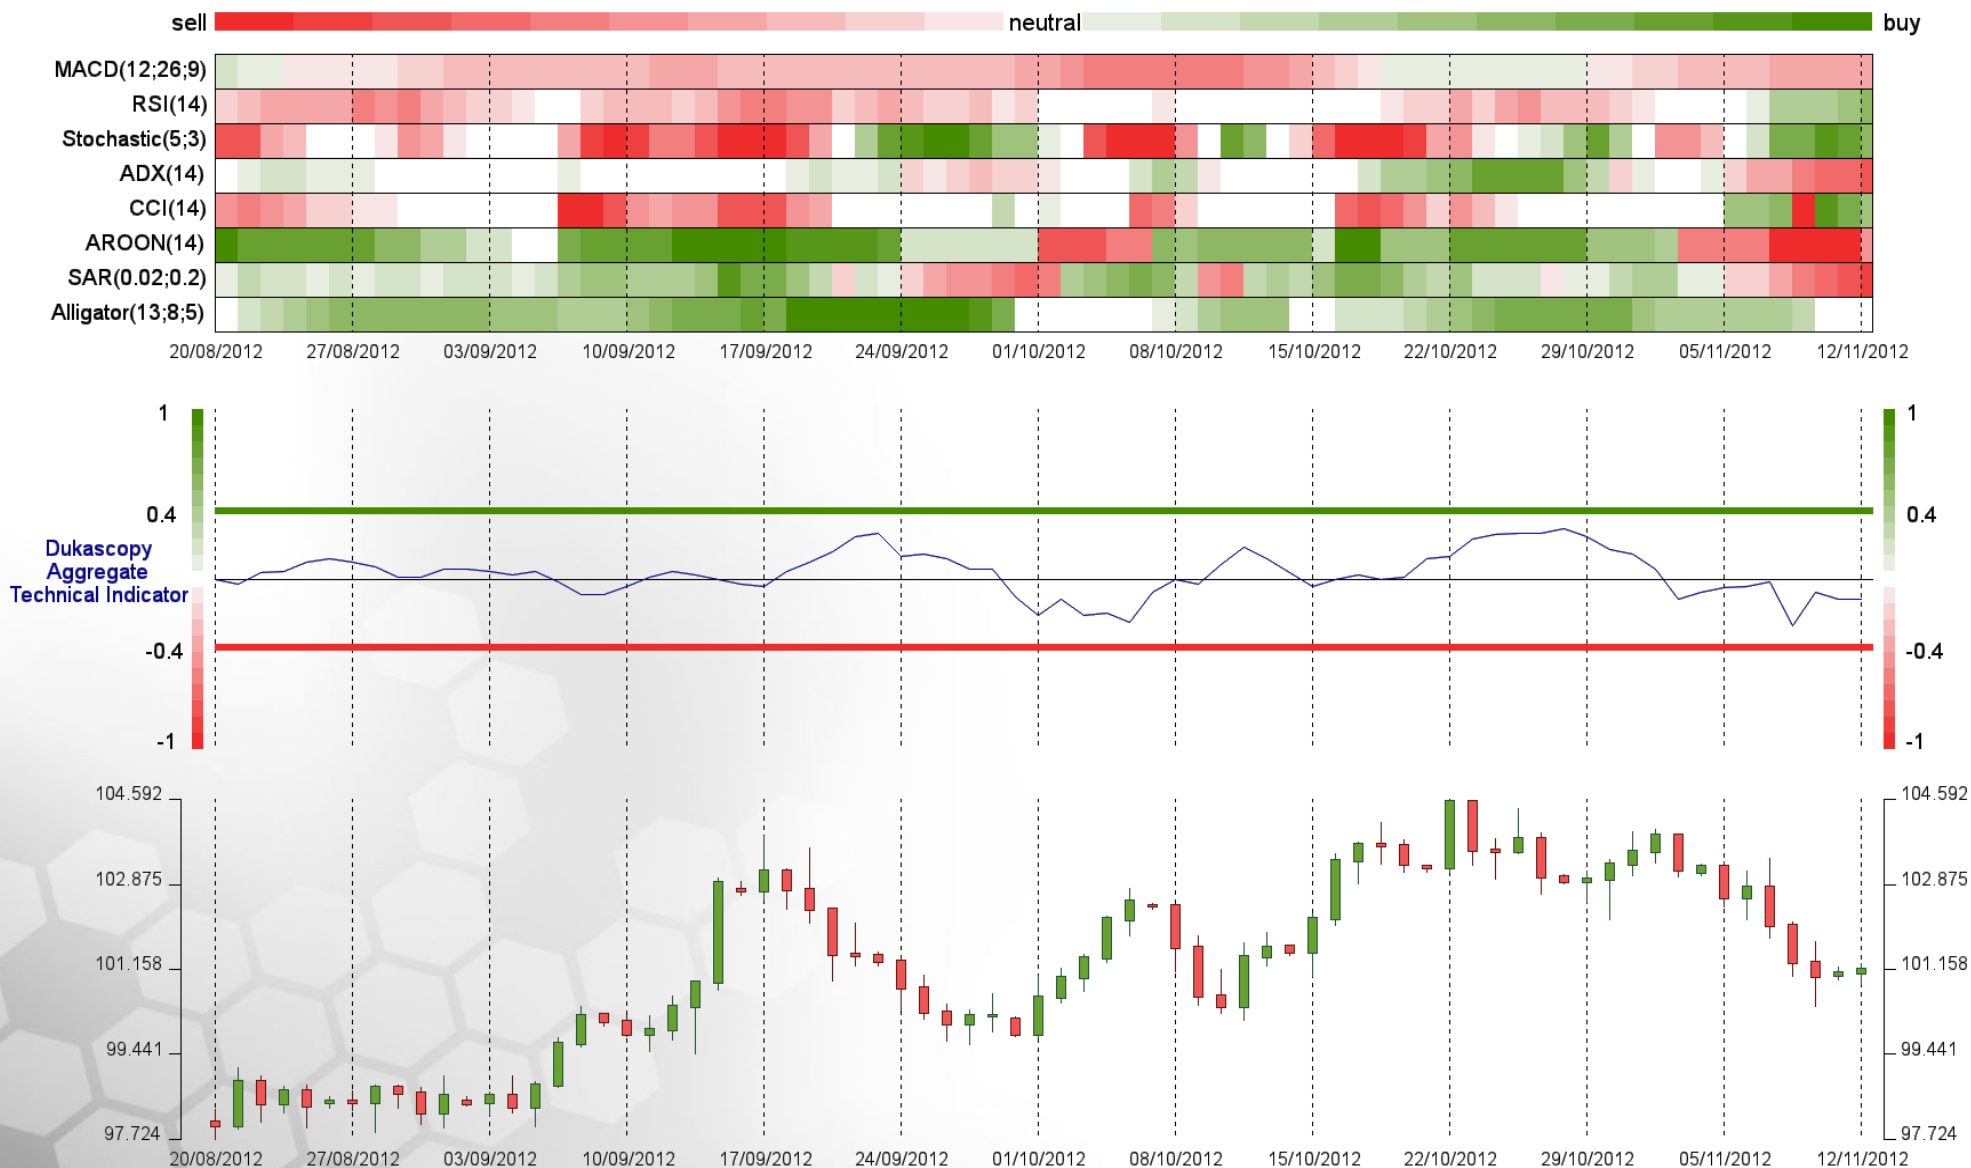 sell neutral buy
MACD(12;26;9)
RSI(14)
Stochastic(5;3)
ADX(14)
CCI(14)
AROON(14)
SAR(0.02;0.2)
Alligator(13;8;5)
20/08/2012 27/08/2012 03/09/2012 10/09/2012 17/09/2012 24/09/2012 01/10/2012 08/10/2012 15/10/2012 22/10/2012 29/10/2012 05/11/2012 12/11/2012
1 1
0.4 0.4
Dukascopy
Aggregate
Technical Indicator
-0.4 -0.4
-1 -1
104.592 104.592
102.875 102.875
101.158 101.158
99.441 99.441
97.724 97.724
20/08/2012 27/08/2012 03/09/2012 10/09/2012 17/09/2012 24/09/2012 01/10/2012 08/10/2012 15/10/2012 22/10/2012 29/10/2012 05/11/2012 12/11/2012